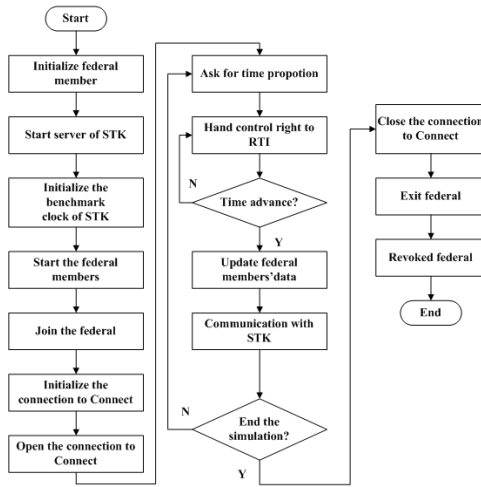 Start
Initialize federal
member
Start server of STK
Initialize the
benchmark
clock of STK
Start the federal
members
Join the federal
Initialize the
connection to Connect
Open the connection to
Connect
Ask for time propotion
Hand control right to
RTI
N
Time advance?
Y
Update federal
members'data
Communication with
STK
N
End the
simulation?
Y
Close the connection
to Connect
Exit federal
Revoked federal
End